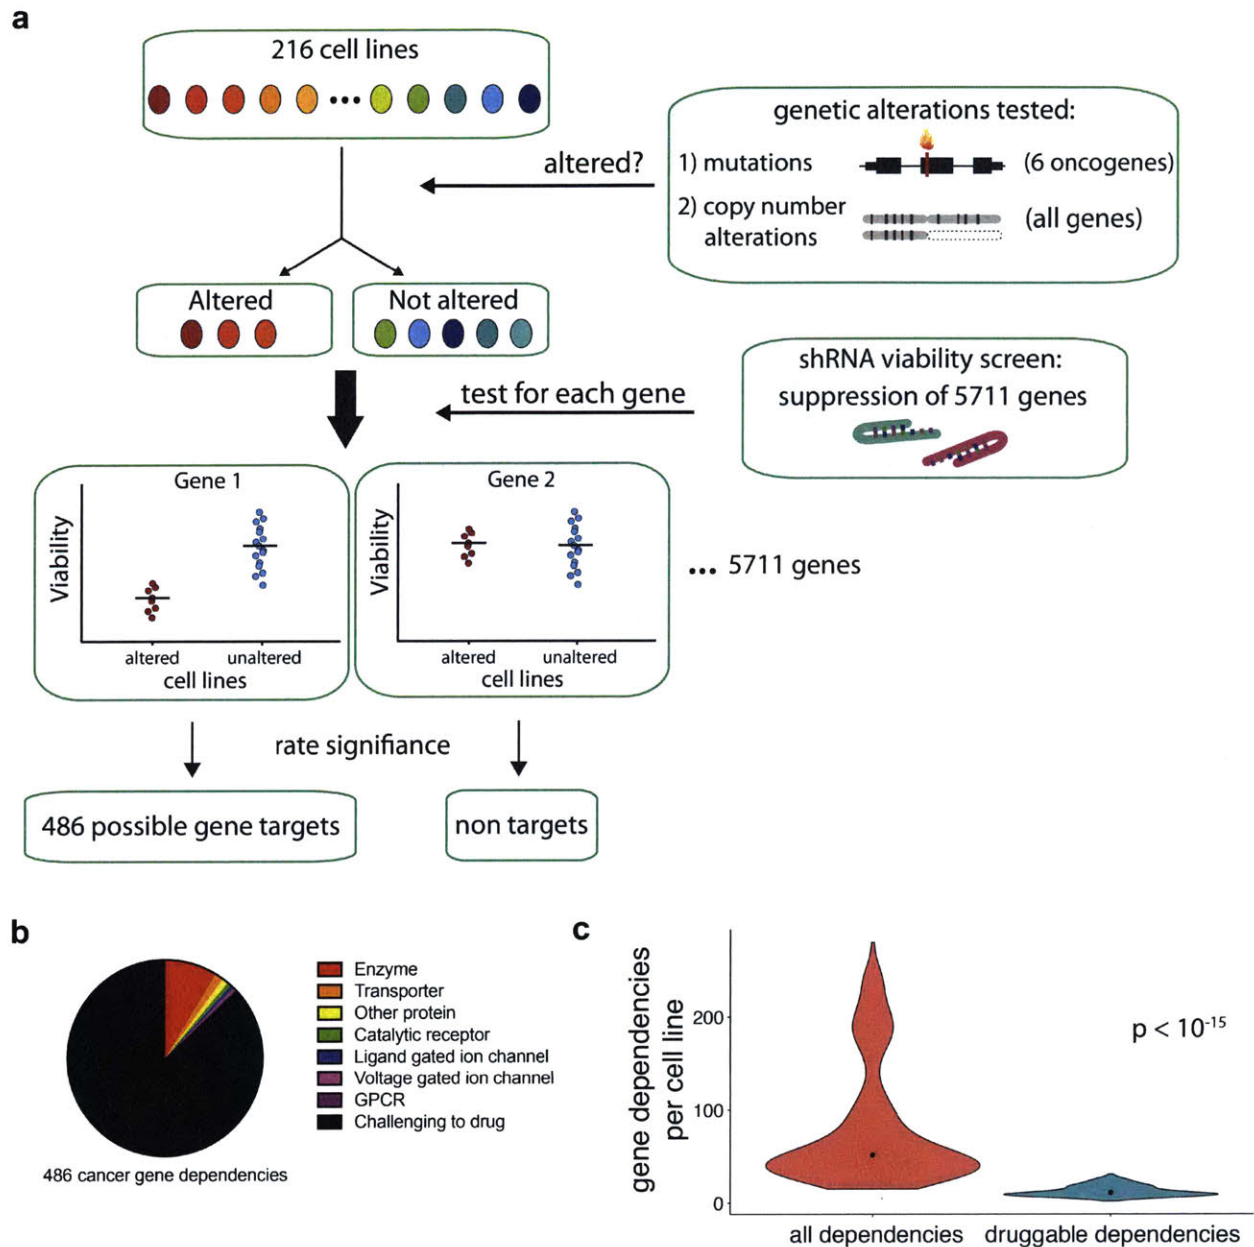 a
216 cell lines
genetic alterations tested:
1) mutations
(6 oncogenes)
2) copy number
alterations
(all genes)
altered?
Altered
Not altered
shRNA viability screen:
suppression of 5711 genes
test for each gene
Gene 1
Viability
altered
unaltered
cell lines
Gene 2
Viability
altered
unaltered
cell lines
... 5711 genes
rate signifiance
486 possible gene targets
non targets
b
Enzyme
Transporter
Other protein
Catalytic receptor
Ligand gated ion channel
Voltage gated ion channel
GPCR
Challenging to drug
486 cancer gene dependencies
c
gene dependencies
per cell line
200
100
0
p < 10-15
all dependencies
druggable dependencies